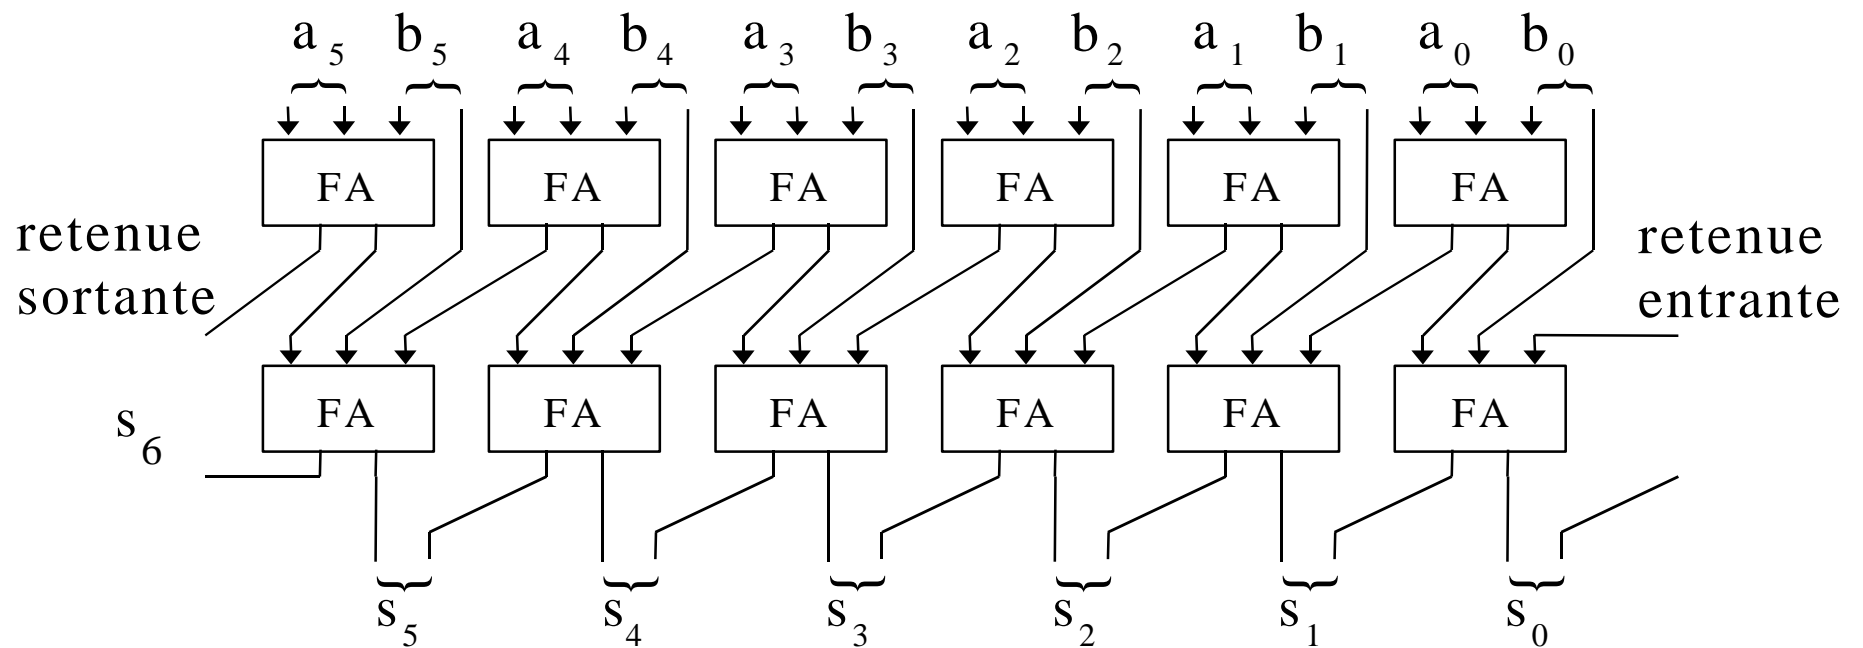 a5 b5 a4 b4 a3 b3 a2 b2 a1 b1 a0 b0
FA FA FA FA FA FA
retenue sortante
retenue entrante
FA FA FA FA FA FA
s6
s5 s4 s3 s2 s1 s0